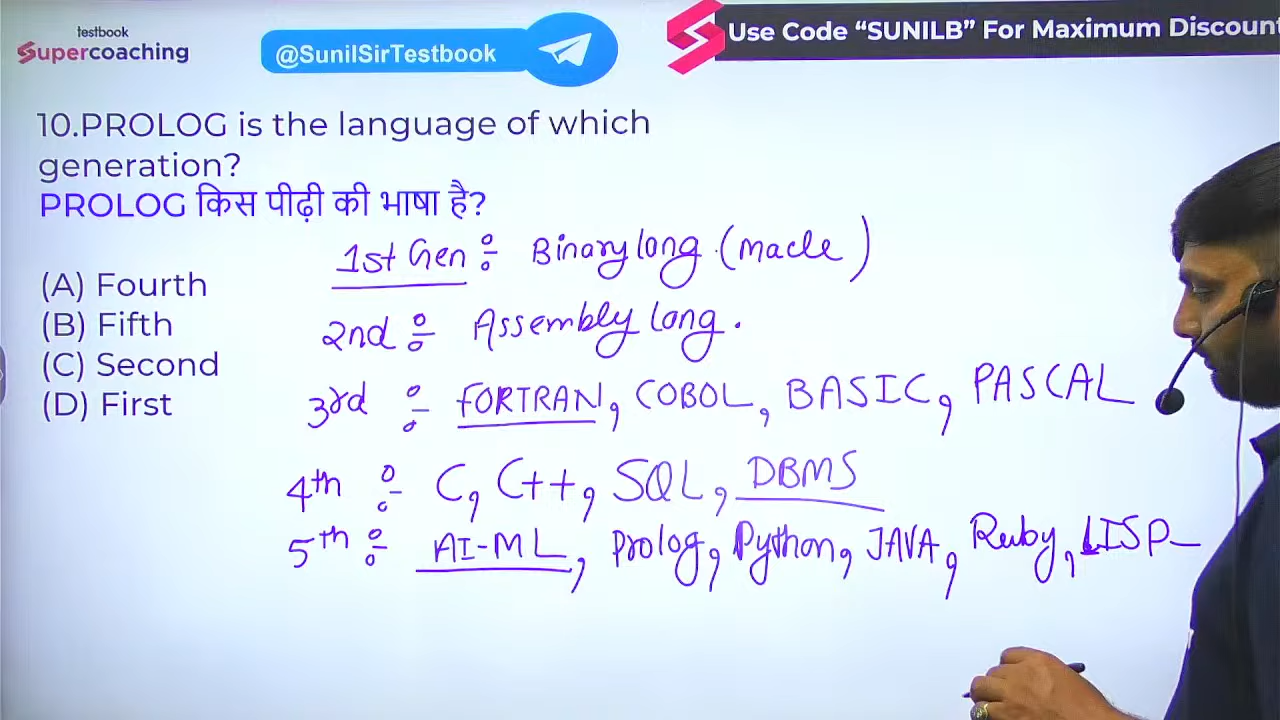 testbook
Supercoaching
@SunilSirTestbook
Use Code “SUNILB” For Maximum Discount
10.PROLOG is the language of which
generation?
PROLOG किस पीढ़ी की भाषा है?
(A) Fourth
(B) Fifth
(C) Second
(D) First
1st Gen :- Binary lang. (macle)
2nd :- Assembly lang.
3rd :- FORTRAN, COBOL, BASIC, PASCAL
4th :- C, C++, SQL, DBMS
5th :- AI-ML, Prolog, Python, JAVA, Ruby, LISP